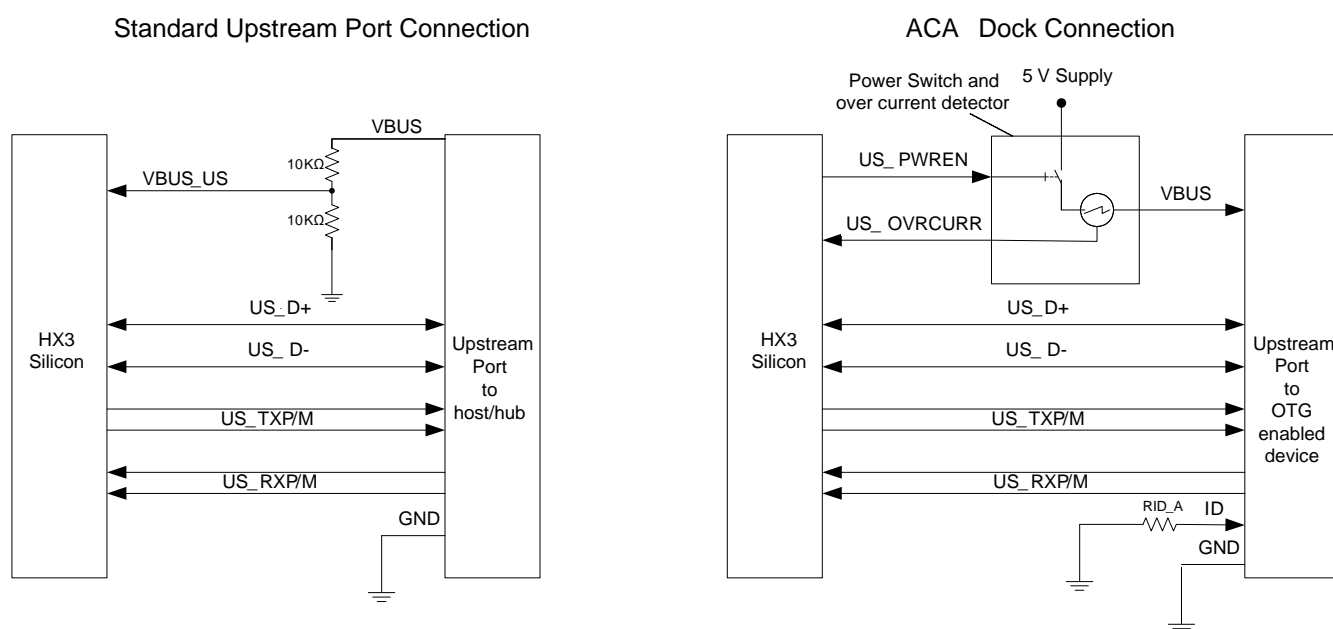 Standard Upstream Port Connection
VBUS
10KΩ
VBUS_US
10KΩ
US_D+
HX3
Silicon
US_ D-
Upstream
Port
to
host/hub
US_TXP/M
US_RXP/M
GND
ACA Dock Connection
Power Switch and
over current detector
5 V Supply
US_ PWREN
VBUS
US_ OVRCURR
US_D+
HX3
Silicon
US_ D-
Upstream
Port
to
OTG
enabled
device
US_TXP/M
US_RXP/M
RID_A
ID
GND